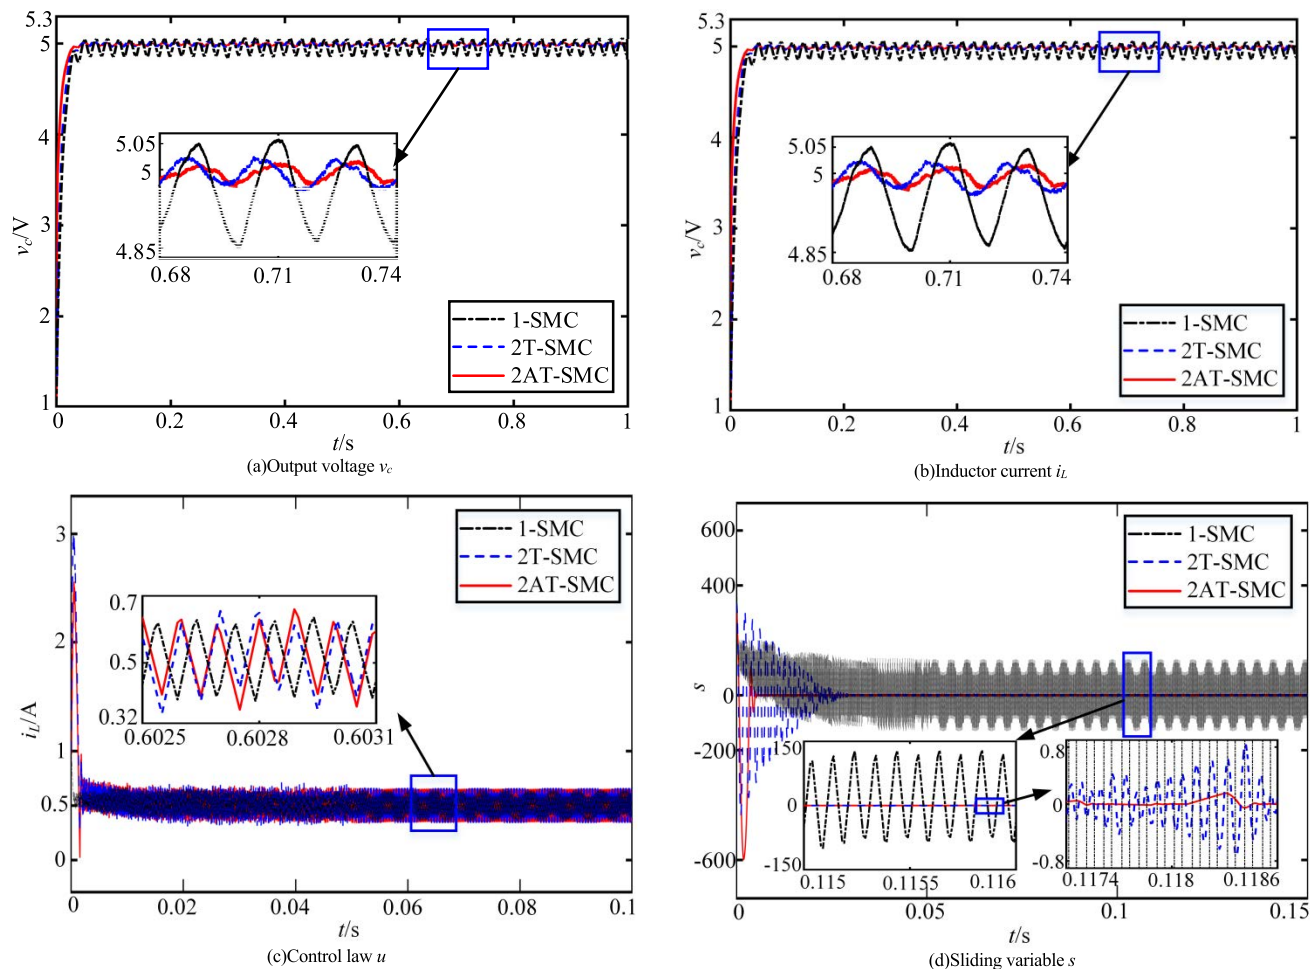 5.3
5
4
3
2
1
v_c/V
5.05
5
4.85
0.68 0.71 0.74
1-SMC
2T-SMC
2AT-SMC
0 0.2 0.4 0.6 0.8 1
t/s
(a)Output voltage v_c
5.3
5
4
3
2
1
v_c/V
5.05
5
4.85
0.68 0.71 0.74
1-SMC
2T-SMC
2AT-SMC
0 0.2 0.4 0.6 0.8 1
t/s
(b)Inductor current i_L
3
2
1
0.5
0
i_L/A
0.7
0.5
0.32
0.6025 0.6028 0.6031
1-SMC
2T-SMC
2AT-SMC
0 0.02 0.04 0.06 0.08 0.1
t/s
(c)Control law u
600
400
200
0
-200
-600
s
150
0
-150
0.115 0.1155 0.116
0.8
0
-0.8
0.1174 0.118 0.1186
1-SMC
2T-SMC
2AT-SMC
0 0.05 0.1 0.15
t/s
(d)Sliding variable s